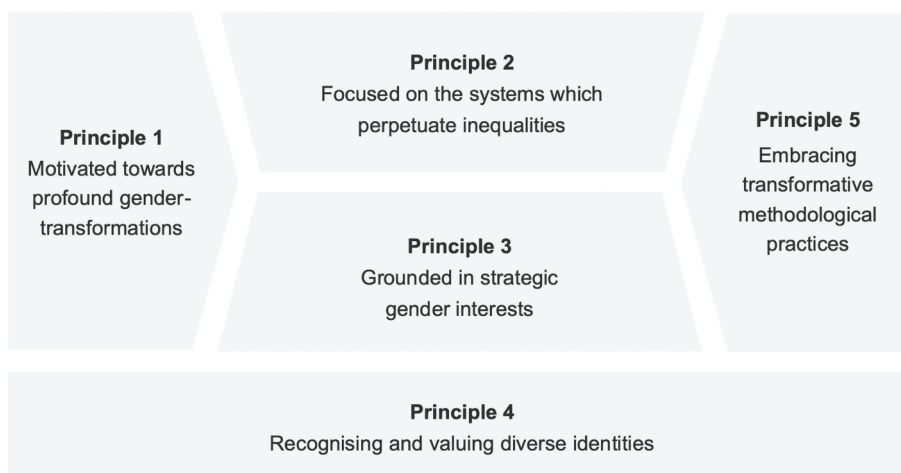 Principle 1
Motivated towards
profound gender-
transformations
Principle 2
Focused on the systems which
perpetuate inequalities
Principle 3
Grounded in strategic
gender interests
Principle 5
Embracing
transformative
methodological
practices
Principle 4
Recognising and valuing diverse identities